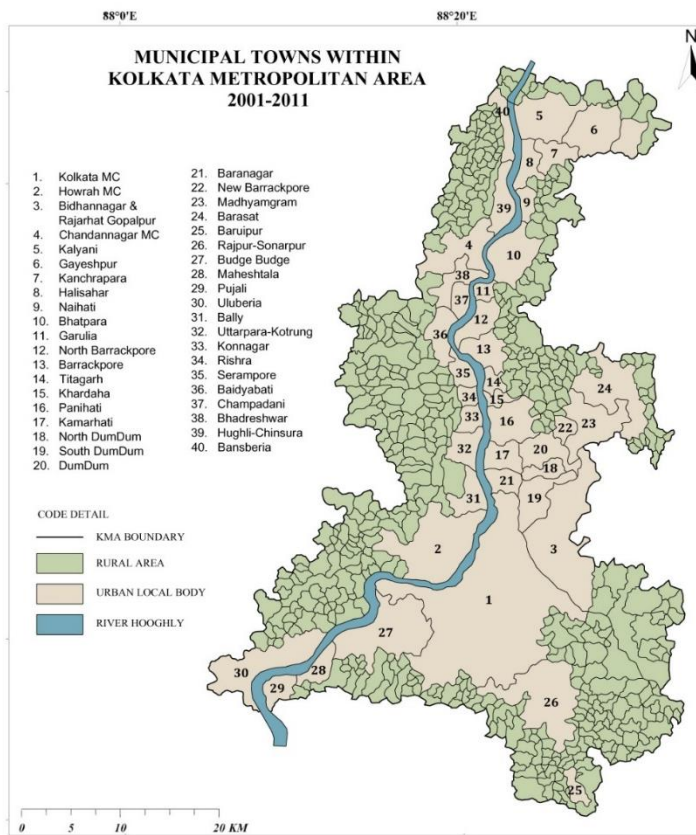 88°0'E
88°20'E
MUNICIPAL TOWNS WITHIN
KOLKATA METROPOLITAN AREA
2001-2011
N
1. Kolkata MC
2. Howrah MC
3. Bidhannagar &
Rajarhat Gopalpur
4. Chandannagar MC
5. Kalyani
6. Gayeshpur
7. Kanchrapara
8. Halisahar
9. Naihati
10. Bhatpara
11. Garulia
12. North Barrackpore
13. Barrackpore
14. Titagarh
15. Khardaha
16. Panihati
17. Kamarhati
18. North DumDum
19. South DumDum
20. DumDum
21. Baranagar
22. New Barrackpore
23. Madhyamgram
24. Barasat
25. Baruipur
26. Rajpur-Sonarpur
27. Budge Budge
28. Maheshtala
29. Pujali
30. Uluberia
31. Bally
32. Uttarpara-Kotrung
33. Konnagar
34. Rishra
35. Serampore
36. Baidyabati
37. Champadani
38. Bhadreshwar
39. Hughli-Chinsura
40. Bansberia
CODE DETAIL
KMA BOUNDARY
RURAL AREA
URBAN LOCAL BODY
RIVER HOOGHLY
40
5
6
7
8
9
39
4
10
38
11
37
12
36
13
35
14
24
34
15
33
16
22
23
32
17
20
18
21
31
19
2
3
1
27
30
28
29
26
25
0 5 10 20 KM